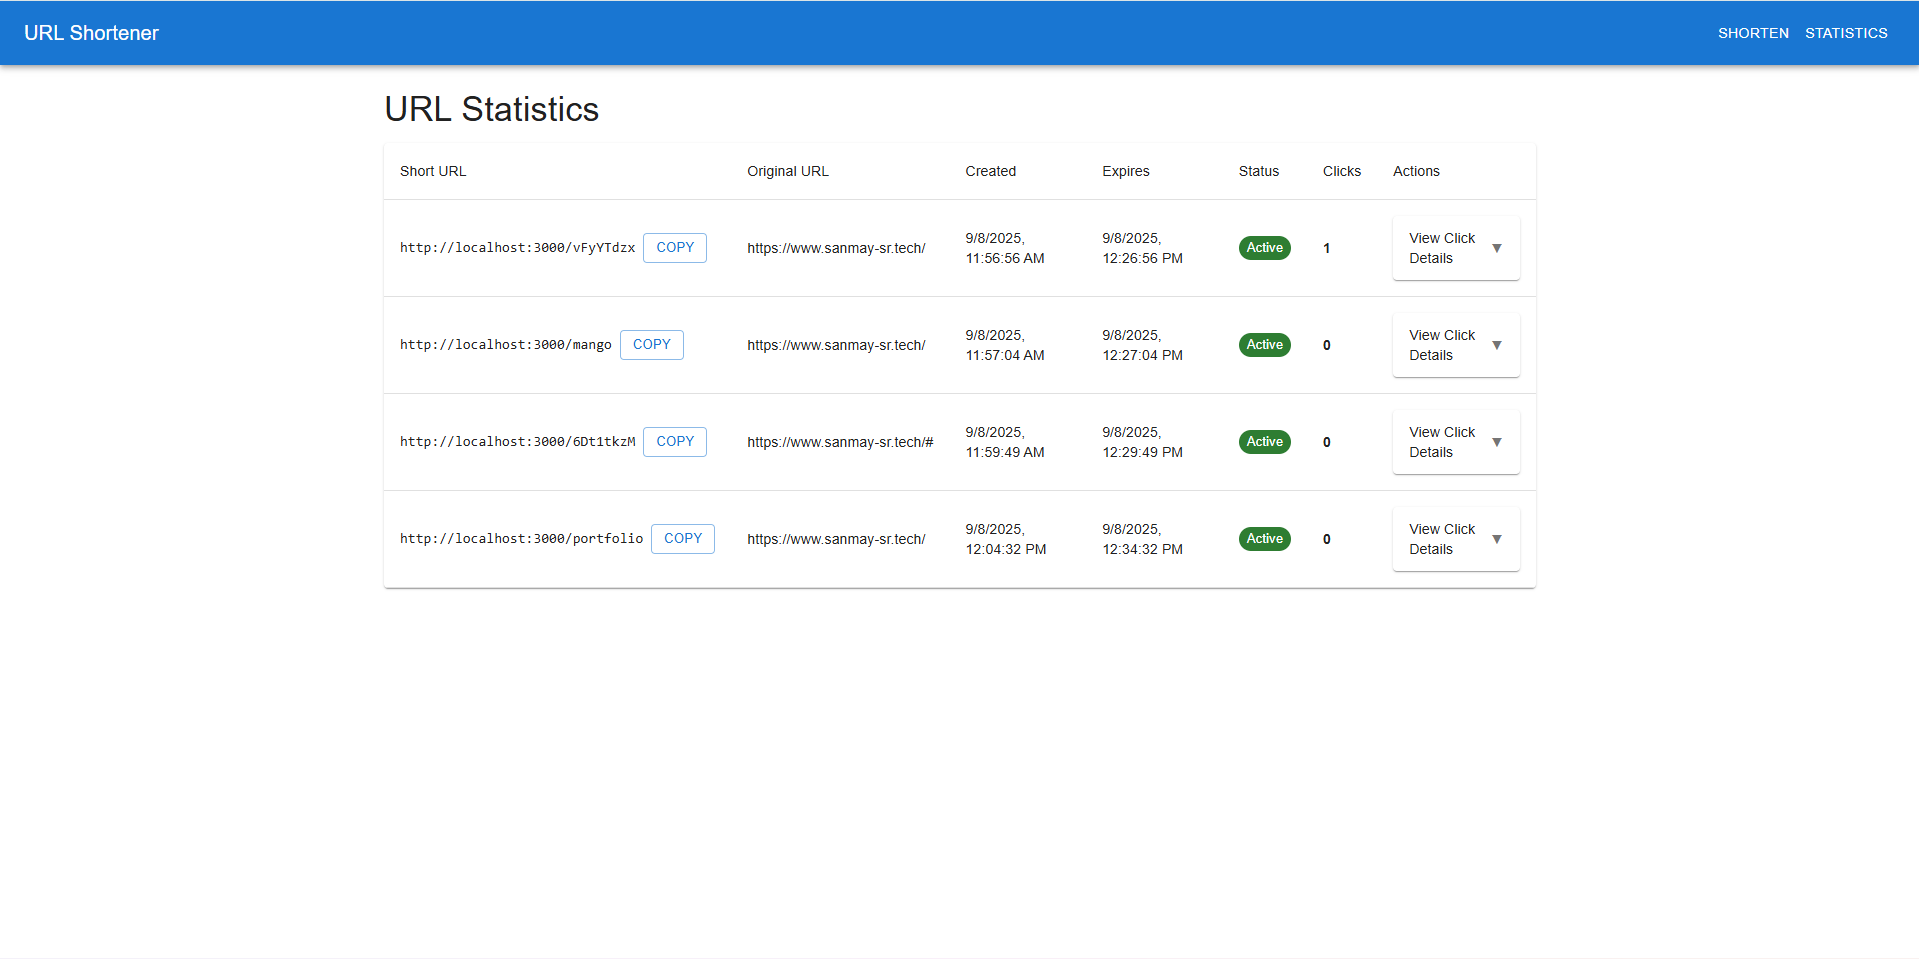 URL Shortener
SHORTEN STATISTICS
URL Statistics
Short URL Original URL Created Expires Status Clicks Actions
http://localhost:3000/vFyYTdzx COPY https://www.sanmay-sr.tech/ 9/8/2025, 9/8/2025, Active 1 View Click ▼
11:56:56 AM 12:26:56 PM Details
http://localhost:3000/mango COPY https://www.sanmay-sr.tech/ 9/8/2025, 9/8/2025, Active 0 View Click ▼
11:57:04 AM 12:27:04 PM Details
http://localhost:3000/6Dt1tkzM COPY https://www.sanmay-sr.tech/# 9/8/2025, 9/8/2025, Active 0 View Click ▼
11:59:49 AM 12:29:49 PM Details
http://localhost:3000/portfolio COPY https://www.sanmay-sr.tech/ 9/8/2025, 9/8/2025, Active 0 View Click ▼
12:04:32 PM 12:34:32 PM Details